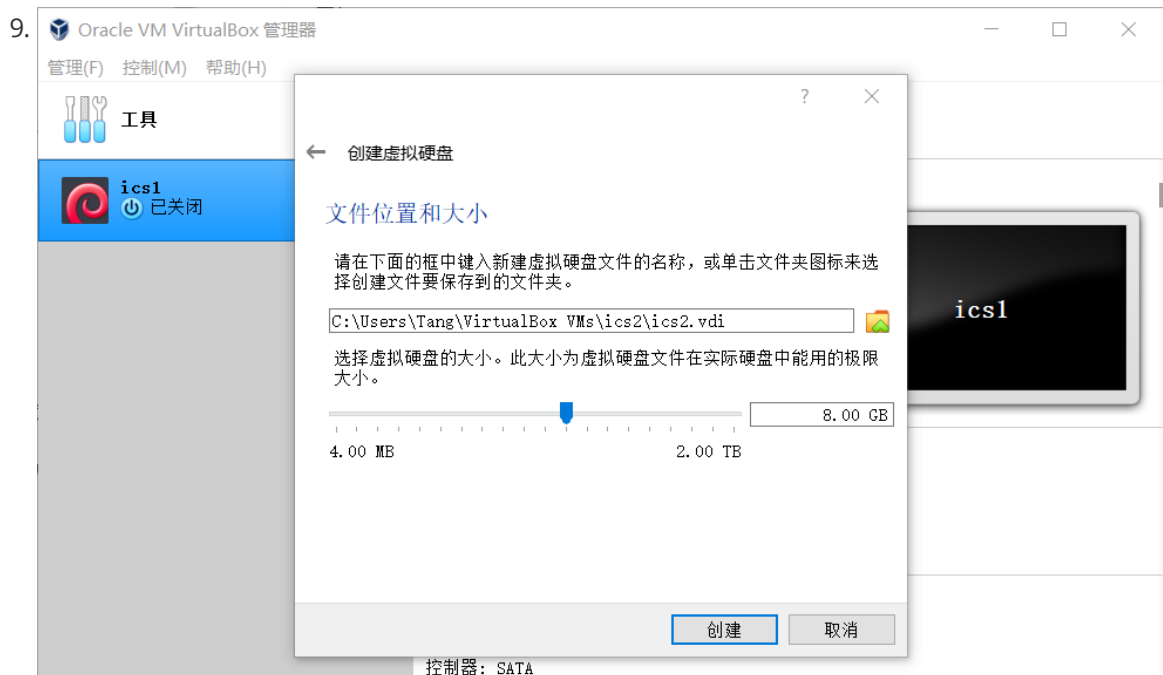 9.
Oracle VM VirtualBox 管理器
管理(F) 控制(M) 帮助(H)
工具
?
创建虚拟硬盘
ics1
已关闭
文件位置和大小
请在下面的框中键入新建虚拟硬盘文件的名称，或单击文件夹图标来选
择创建文件要保存到的文件夹。
C:\Users\Tang\VirtualBox VMs\ics2\ics2.vdi
ics1
选择虚拟硬盘的大小。此大小为虚拟硬盘文件在实际硬盘中能用的极限
大小。
8.00 GB
4.00 MB 2.00 TB
创建 取消
控制器: SATA